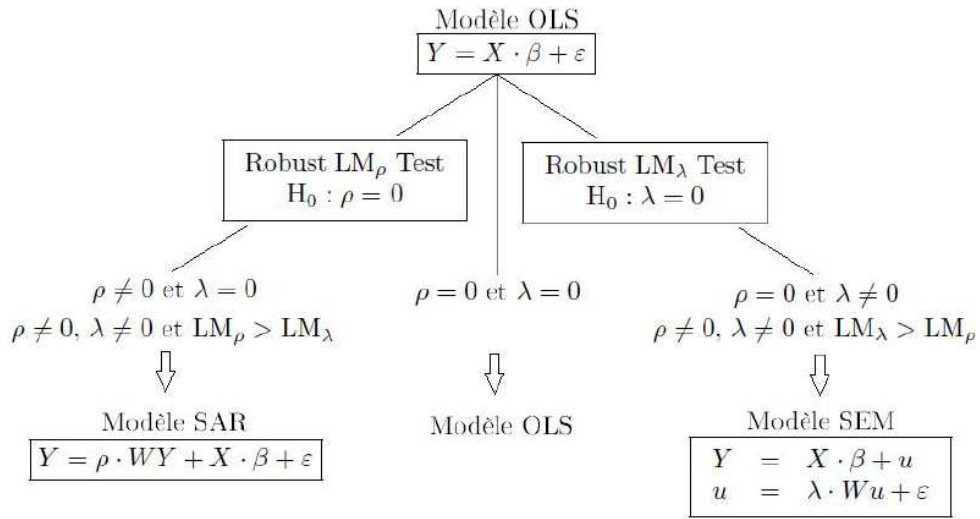 Modèle OLS
Y = X · β + ε
Robust LMρ Test
H₀ : ρ = 0
Robust LMλ Test
H₀ : λ = 0
ρ ≠ 0 et λ = 0
ρ ≠ 0, λ ≠ 0 et LMρ > LMλ
ρ = 0 et λ = 0
ρ = 0 et λ ≠ 0
ρ ≠ 0, λ ≠ 0 et LMλ > LMρ
Modèle SAR
Y = ρ · WY + X · β + ε
Modèle OLS
Modèle SEM
Y = X · β + u
u = λ · Wu + ε